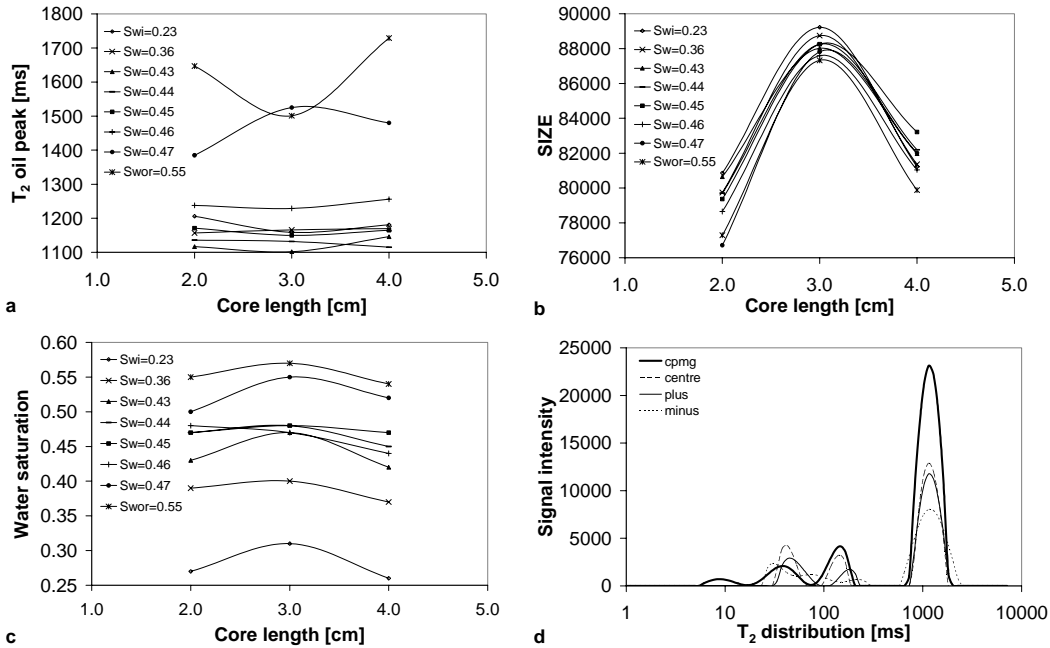 1800
1700
1600
1500
1400
1300
1200
1100
T2 oil peak [ms]
Swi=0.23
Sw=0.36
Sw=0.43
Sw=0.44
Sw=0.45
Sw=0.46
Sw=0.47
Swor=0.55
1.0 2.0 3.0 4.0 5.0
Core length [cm]
a
90000
88000
86000
84000
82000
80000
78000
76000
SIZE
Swi=0.23
Sw=0.36
Sw=0.43
Sw=0.44
Sw=0.45
Sw=0.46
Sw=0.47
Swor=0.55
1.0 2.0 3.0 4.0 5.0
Core length [cm]
b
0.60
0.55
0.50
0.45
0.40
0.35
0.30
0.25
Water saturation
Swi=0.23
Sw=0.36
Sw=0.43
Sw=0.44
Sw=0.45
Sw=0.46
Sw=0.47
Swor=0.55
1.0 2.0 3.0 4.0 5.0
Core length [cm]
c
25000
20000
15000
10000
5000
0
Signal intensity
cpmg
centre
plus
minus
1 10 100 1000 10000
T2 distribution [ms]
d